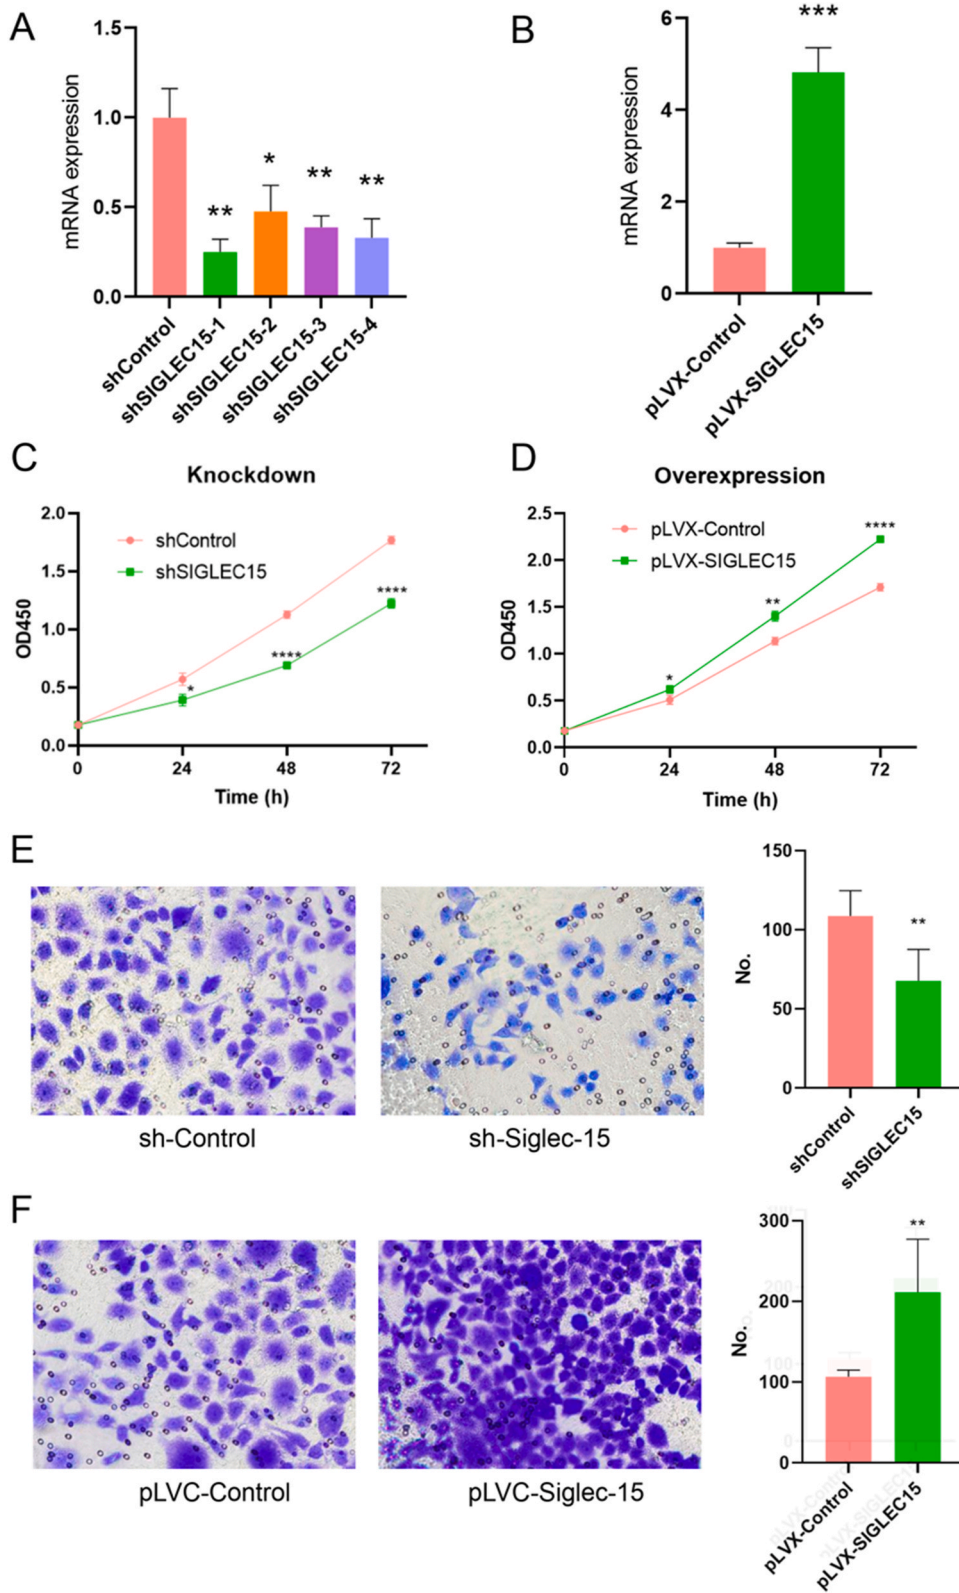 A
1.5
1.0
0.5
0.0
mRNA expression
*
**
**
**
shControl
shSIGLEC15-1
shSIGLEC15-2
shSIGLEC15-3
shSIGLEC15-4
B
6
4
2
0
mRNA expression
***
pLVX-Control
pLVX-SIGLEC15
C
Knockdown
2.0
1.5
1.0
0.5
0.0
OD450
shControl
shSIGLEC15
*
****
****
0 24 48 72
Time (h)
D
Overexpression
2.5
2.0
1.5
1.0
0.5
0.0
OD450
pLVX-Control
pLVX-SIGLEC15
*
**
****
0 24 48 72
Time (h)
E
sh-Control
sh-Siglec-15
150
100
50
0
No.
**
shControl
shSIGLEC15
F
pLVC-Control
pLVC-Siglec-15
300
200
100
0
No.
**
200
100
0
pLVX-Control
pLVX-SIGLEC15